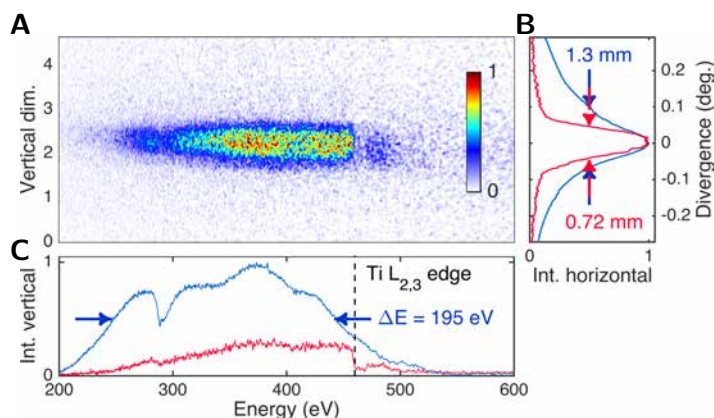 A
B
Vertical dim.
4
3
2
1
0
1
0
1.3 mm
0.72 mm
0.2
0.1
0
-0.1
-0.2
Divergence (deg.)
0
1
Int. horizontal
C
Int. vertical
1
0
Ti L2,3 edge
ΔE = 195 eV
200
300
400
500
600
Energy (eV)